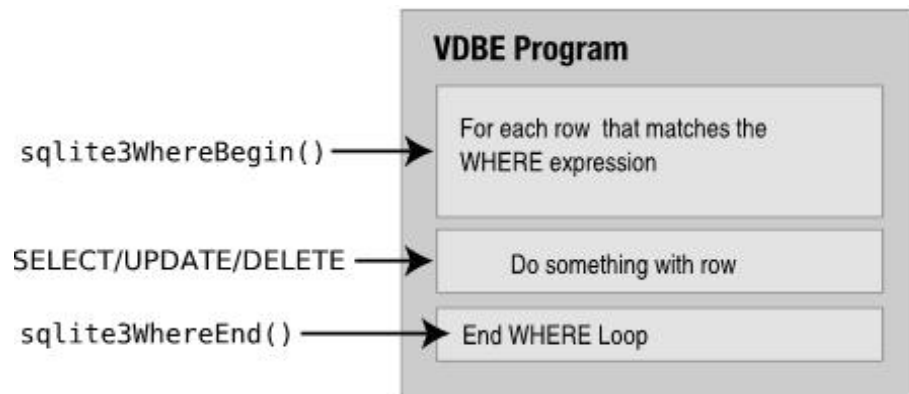 VDBE Program
sqlite3WhereBegin()
For each row that matches the
WHERE expression
SELECT/UPDATE/DELETE
Do something with row
sqlite3WhereEnd()
End WHERE Loop